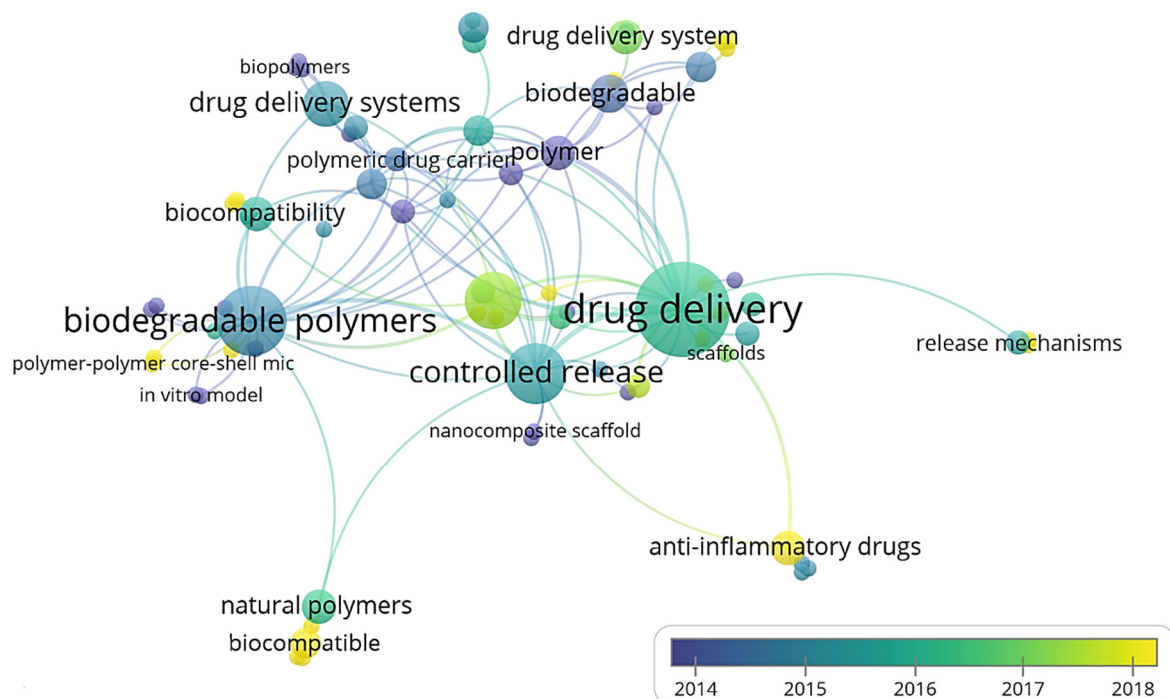 drug delivery system
biopolymers
biodegradable
drug delivery systems
polymer
polymeric drug carrier
biocompatibility
drug delivery
biodegradable polymers
release mechanisms
scaffolds
polymer-polymer core-shell mic
controlled release
in vitro model
nanocomposite scaffold
anti-inflammatory drugs
natural polymers
biocompatible
2014 2015 2016 2017 2018